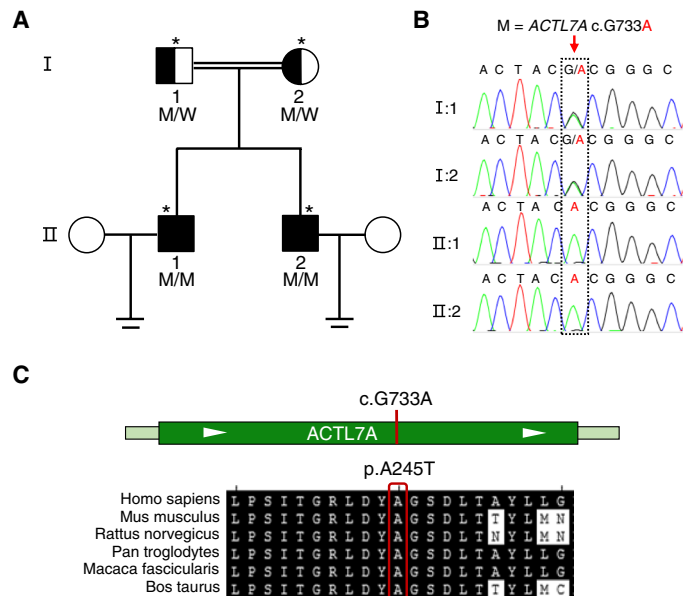 A
I
*
*
1
2
M/W
M/W
II
*
*
1
2
M/M
M/M
B
M = ACTL7A c.G733A
A C T A C G/A C G G G C
I:1
A C T A C G/A C G G G C
I:2
A C T A C A C G G G C
II:1
A C T A C A C G G G C
II:2
C
c.G733A
ACTL7A
p.A245T
Homo sapiens L P S I T G R L D Y A G S D L T A Y L L G
Mus musculus L P S I T G R L D Y A G S D L T T Y L M N
Rattus norvegicus L P S I T G R L D Y A G S D L T N Y L M N
Pan troglodytes L P S I T G R L D Y A G S D L T A Y L L G
Macaca fascicularis L P S I T G R L D Y A G S D L T A Y L L G
Bos taurus L P S I T G R L D Y A G S D L T T Y L M C